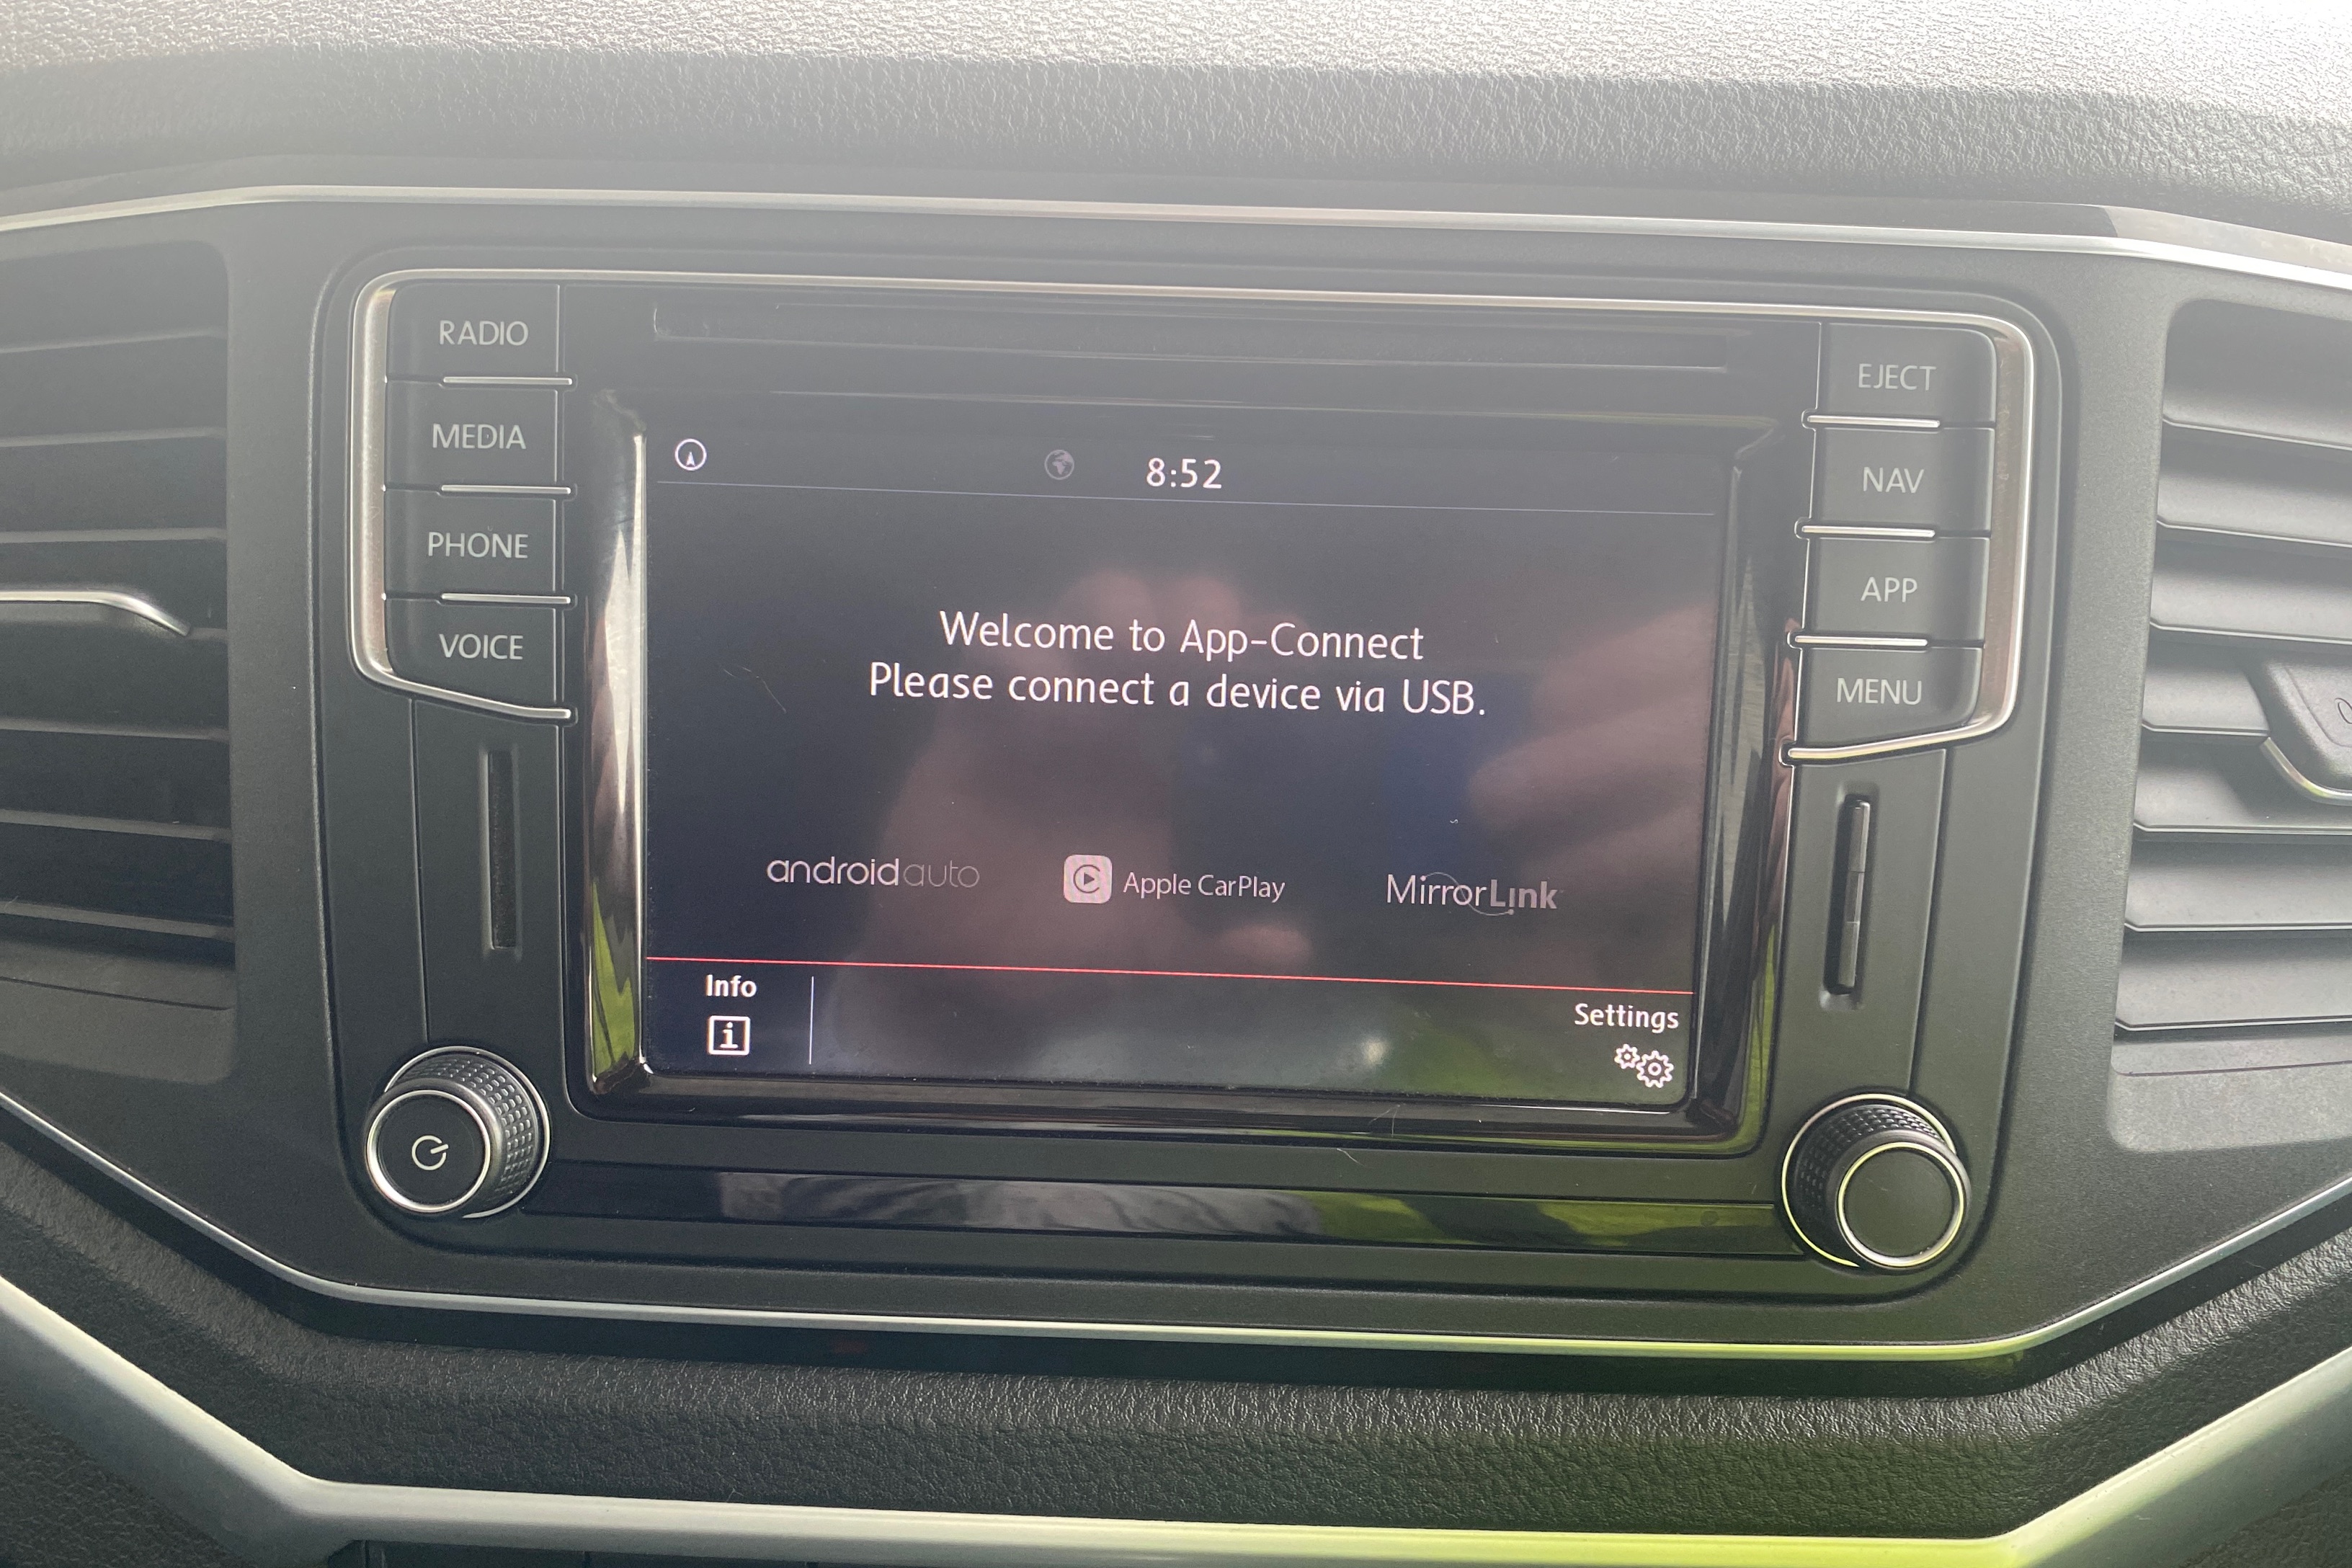 RADIO
MEDIA
PHONE
VOICE
EJECT
NAV
APP
MENU
8:52
Welcome to App-Connect
Please connect a device via USB.
androidauto
Apple CarPlay
MirrorLink
Info
Settings